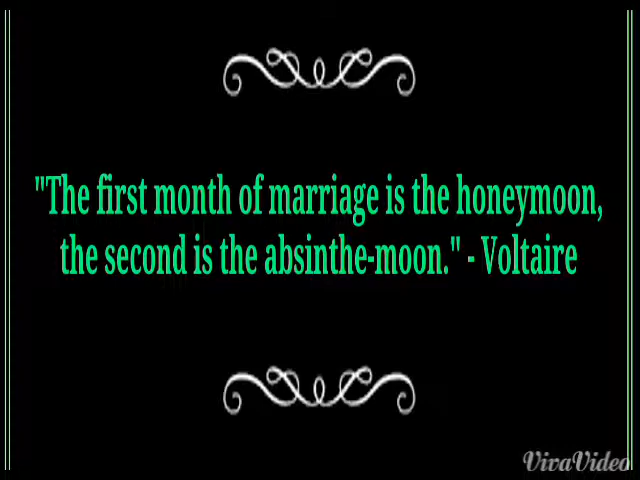 "The first month of marriage is the honeymoon,
the second is the absinthe-moon." - Voltaire
VivaVideo